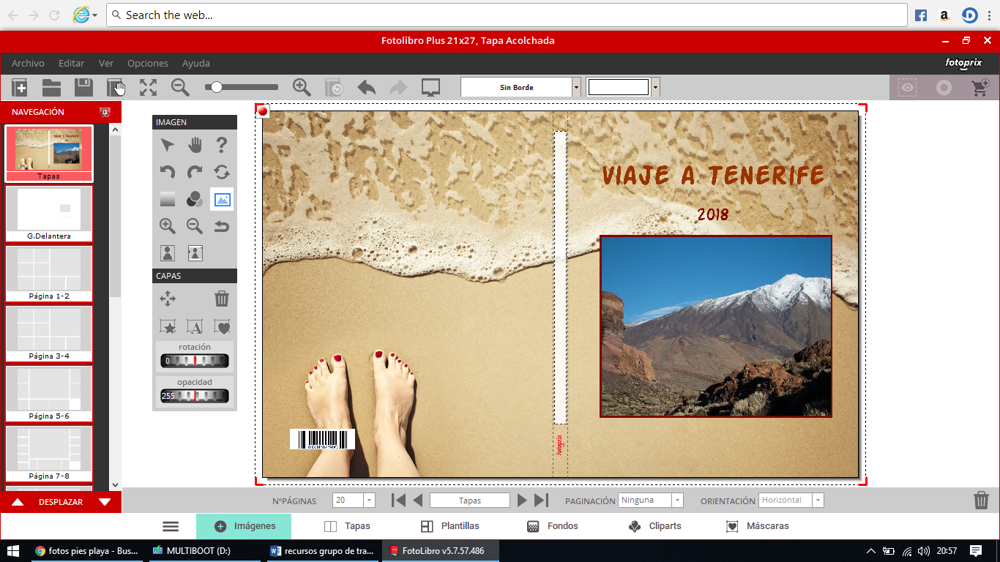 Search the web...
Fotolibro Plus 21x27, Tapa Acolchada
Archivo Editar Ver Opciones Ayuda
fotoprix
Sin Borde
NAVEGACIÓN
Tapas
G.Delantera
Página 1-2
Página 3-4
Página 5-6
Página 7-8
DESPLAZAR
IMAGEN
CAPAS
rotación
0
opacidad
255
VIAJE A TENERIFE
2018
fotoprix
NºPÁGINAS 20 Tapas PAGINACIÓN Ninguna ORIENTACIÓN Horizontal
Imágenes Tapas Plantillas Fondos Cliparts Máscaras
fotos pies playa - Bus... MULTIBOOT (D:) recursos grupo de tra... FotoLibro v5.7.57.486 20:57